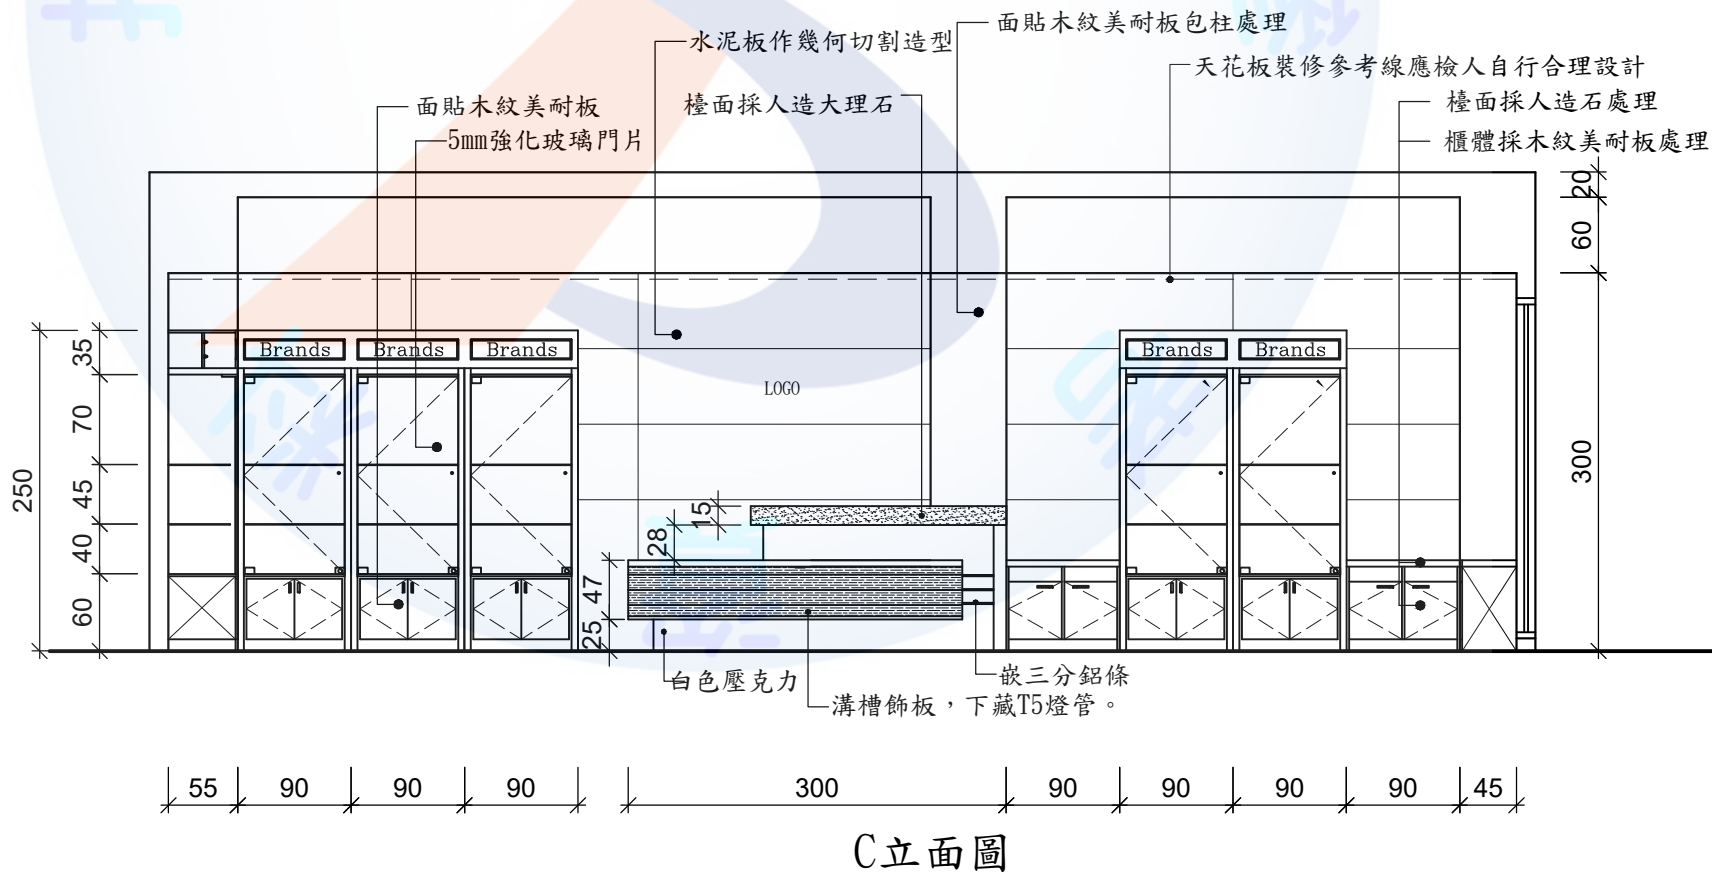 面貼木紋美耐板包柱處理
水泥板作幾何切割造型
天花板裝修參考線應檢人自行合理設計
面貼木紋美耐板
檯面採人造大理石
檯面採人造石處理
5mm強化玻璃門片
櫃體採木紋美耐板處理
20
60
300
250
35
70
45
40
60
Brands Brands Brands
Brands Brands
LOGO
15
28
47
25
白色壓克力
嵌三分鋁條
溝槽飾板，下藏T5燈管。
55 90 90 90 300 90 90 90 90 45
C立面圖